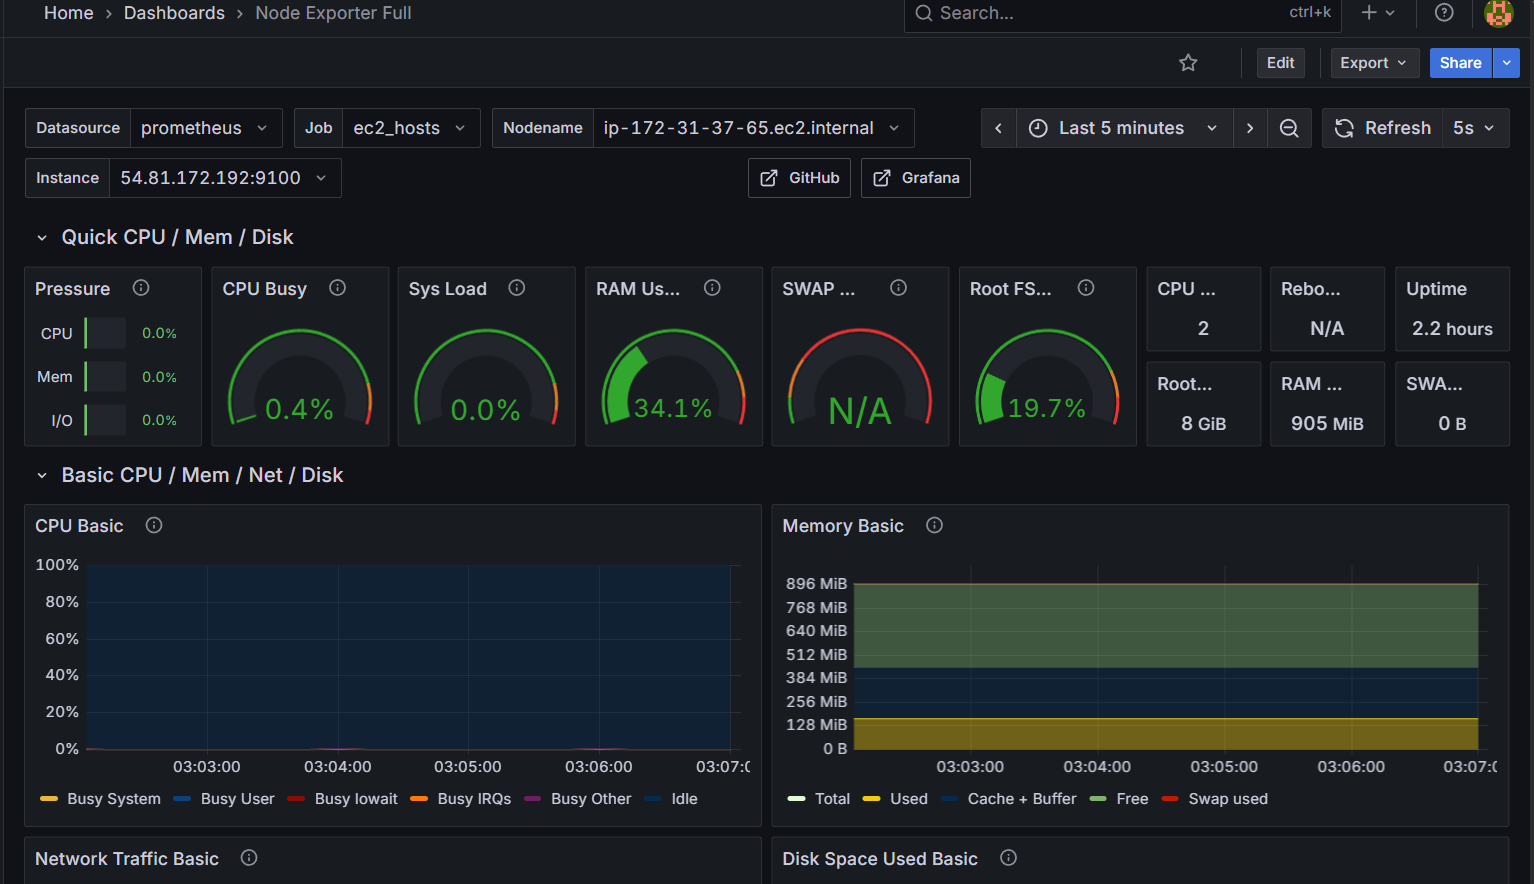 Home › Dashboards › Node Exporter Full
Search... ctrl+k
Edit Export Share
Datasource prometheus Job ec2_hosts Nodename ip-172-31-37-65.ec2.internal Last 5 minutes Refresh 5s
Instance 54.81.172.192:9100 GitHub Grafana
Quick CPU / Mem / Disk
Pressure
CPU 0.0%
Mem 0.0%
I/O 0.0%
CPU Busy
0.4%
Sys Load
0.0%
RAM Us...
34.1%
SWAP ...
N/A
Root FS...
19.7%
CPU ...
2
Rebo...
N/A
Uptime
2.2 hours
Root...
8 GiB
RAM ...
905 MiB
SWA...
0 B
Basic CPU / Mem / Net / Disk
CPU Basic
100%
80%
60%
40%
20%
0%
03:03:00 03:04:00 03:05:00 03:06:00 03:07:0
Busy System Busy User Busy Iowait Busy IRQs Busy Other Idle
Memory Basic
896 MiB
768 MiB
640 MiB
512 MiB
384 MiB
256 MiB
128 MiB
0 B
03:03:00 03:04:00 03:05:00 03:06:00 03:07:0
Total Used Cache + Buffer Free Swap used
Network Traffic Basic
Disk Space Used Basic